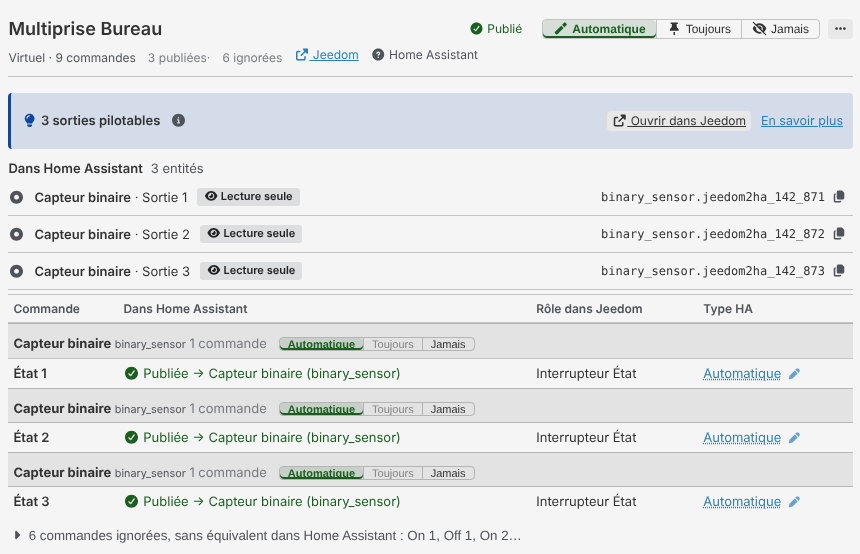 Multiprise Bureau
Publié
Automatique
Toujours
Jamais
Virtuel · 9 commandes 3 publiées· 6 ignorées Jeedom Home Assistant
3 sorties pilotables
Ouvrir dans Jeedom
En savoir plus
Dans Home Assistant 3 entités
Capteur binaire · Sortie 1 Lecture seule binary_sensor.jeedom2ha_142_871
Capteur binaire · Sortie 2 Lecture seule binary_sensor.jeedom2ha_142_872
Capteur binaire · Sortie 3 Lecture seule binary_sensor.jeedom2ha_142_873
Commande Dans Home Assistant Rôle dans Jeedom Type HA
Capteur binaire binary_sensor 1 commande Automatique Toujours Jamais
État 1 Publiée → Capteur binaire (binary_sensor) Interrupteur État Automatique
Capteur binaire binary_sensor 1 commande Automatique Toujours Jamais
État 2 Publiée → Capteur binaire (binary_sensor) Interrupteur État Automatique
Capteur binaire binary_sensor 1 commande Automatique Toujours Jamais
État 3 Publiée → Capteur binaire (binary_sensor) Interrupteur État Automatique
6 commandes ignorées, sans équivalent dans Home Assistant : On 1, Off 1, On 2…